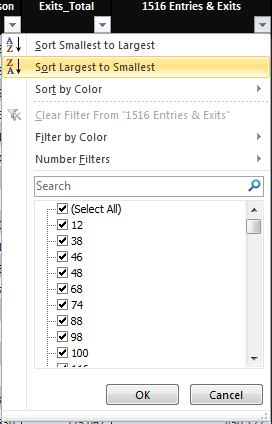 son Exits_Total 1516 Entries & Exits
Sort Smallest to Largest
Sort Largest to Smallest
Sort by Color
Clear Filter From "1516 Entries & Exits"
Filter by Color
Number Filters
Search
(Select All)
12
38
46
48
68
74
88
98
100
OK Cancel